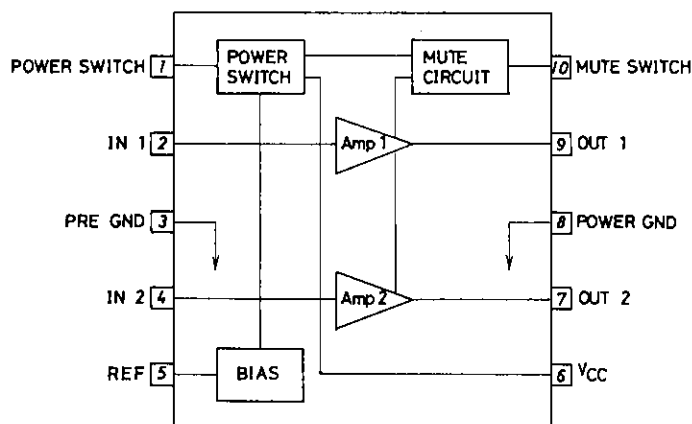 POWER SWITCH 1
POWER
SWITCH
MUTE
CIRCUIT
10 MUTE SWITCH
IN 1 2
Amp 1
9 OUT 1
PRE GND 3
8 POWER GND
IN 2 4
Amp 2
7 OUT 2
REF 5
BIAS
6 VCC